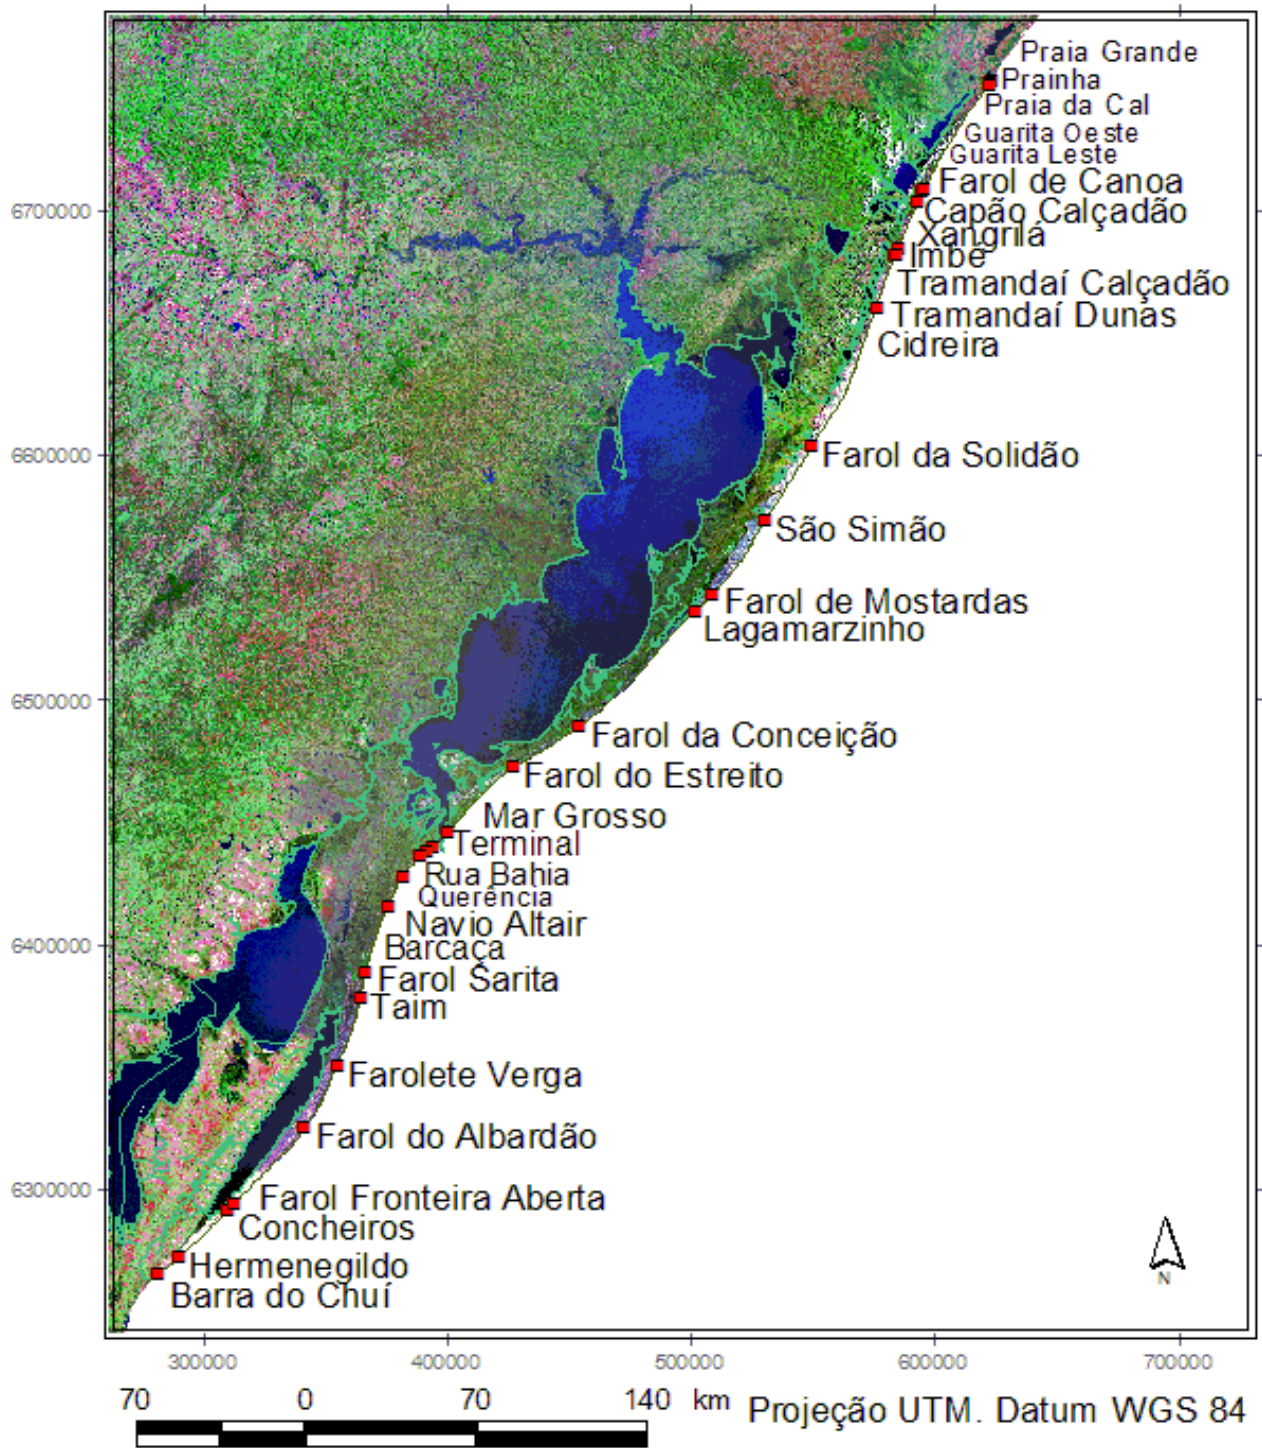 Praia Grande
Prainha
Praia da Cal
Guarita Oeste
Guarita Leste
Farol de Canoa
6700000
Capão Calçadão
Xangrilá
Imbé
Tramandaí Calçadão
Tramandaí Dunas
Cidreira
6600000
Farol da Solidão
São Simão
Farol de Mostardas
Lagamarzinho
6500000
Farol da Conceição
Farol do Estreito
Mar Grosso
Terminal
Rua Bahia
Querência
Navio Altair
6400000
Barcaça
Farol Sarita
Taim
Farolete Verga
Farol do Albardão
6300000
Farol Fronteira Aberta
Concheiros
Hermenegildo
Barra do Chuí
N
300000 400000 500000 600000 700000
70 0 70 140 km
Projeção UTM. Datum WGS 84